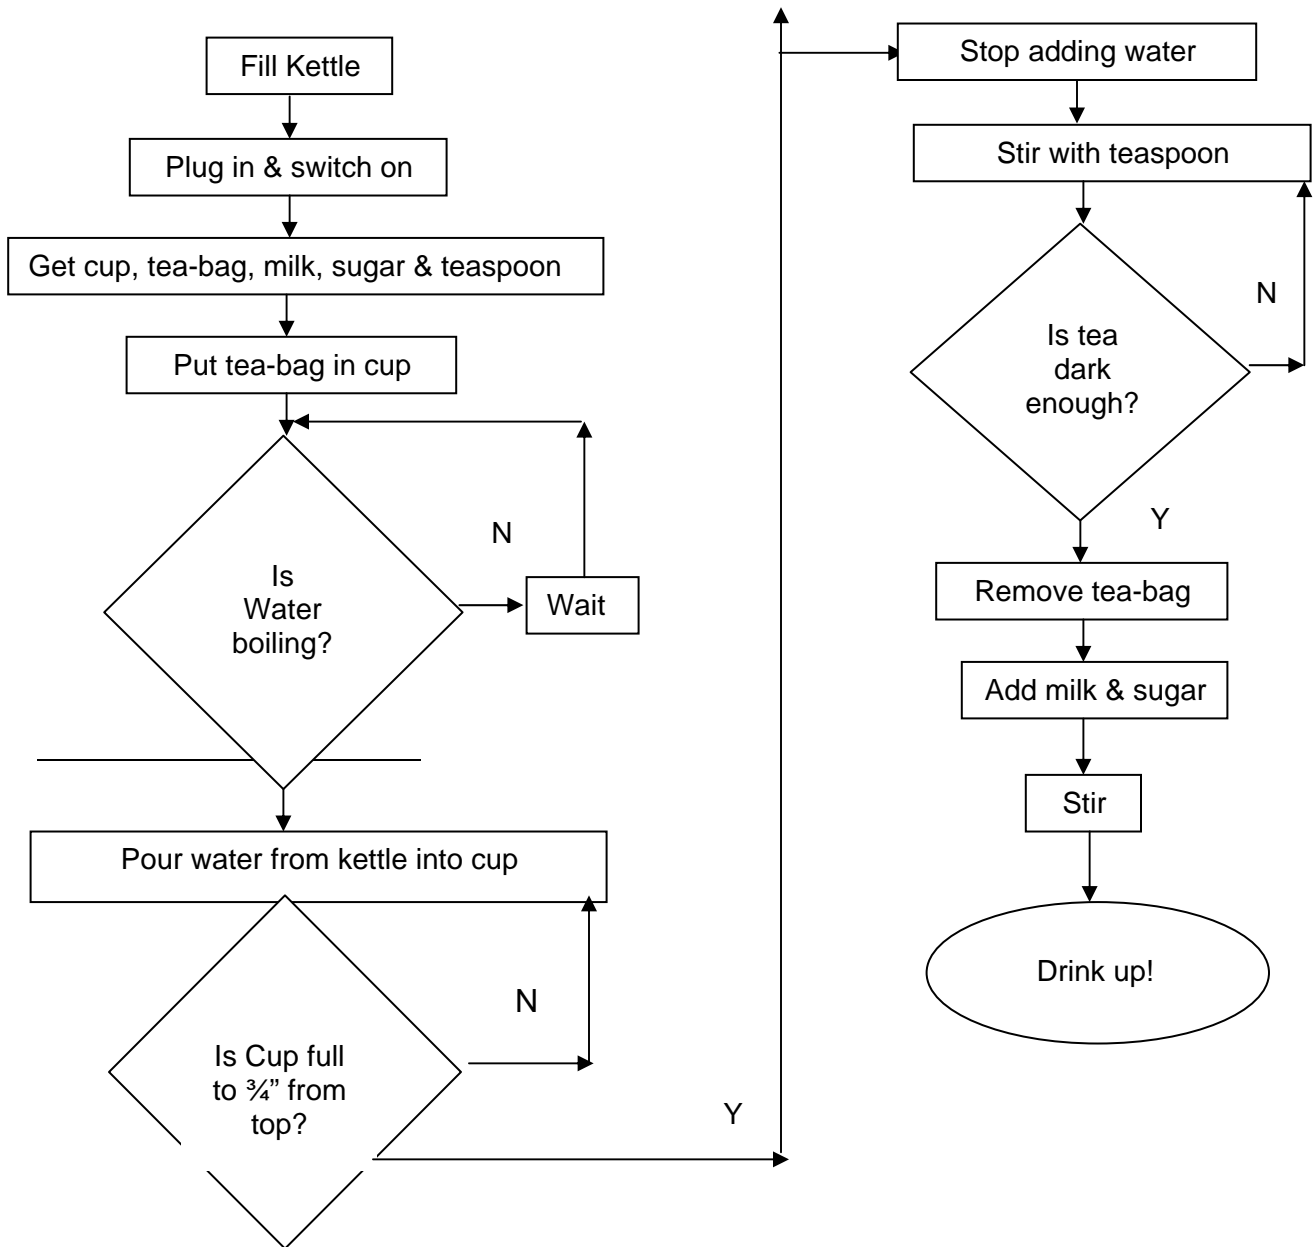 Fill Kettle
Plug in & switch on
Get cup, tea-bag, milk, sugar & teaspoon
Put tea-bag in cup
Is
Water
boiling?
N
Wait
Pour water from kettle into cup
Is Cup full
to ¾” from
top?
N
Y
Stop adding water
Stir with teaspoon
Is tea
dark
enough?
N
Y
Remove tea-bag
Add milk & sugar
Stir
Drink up!